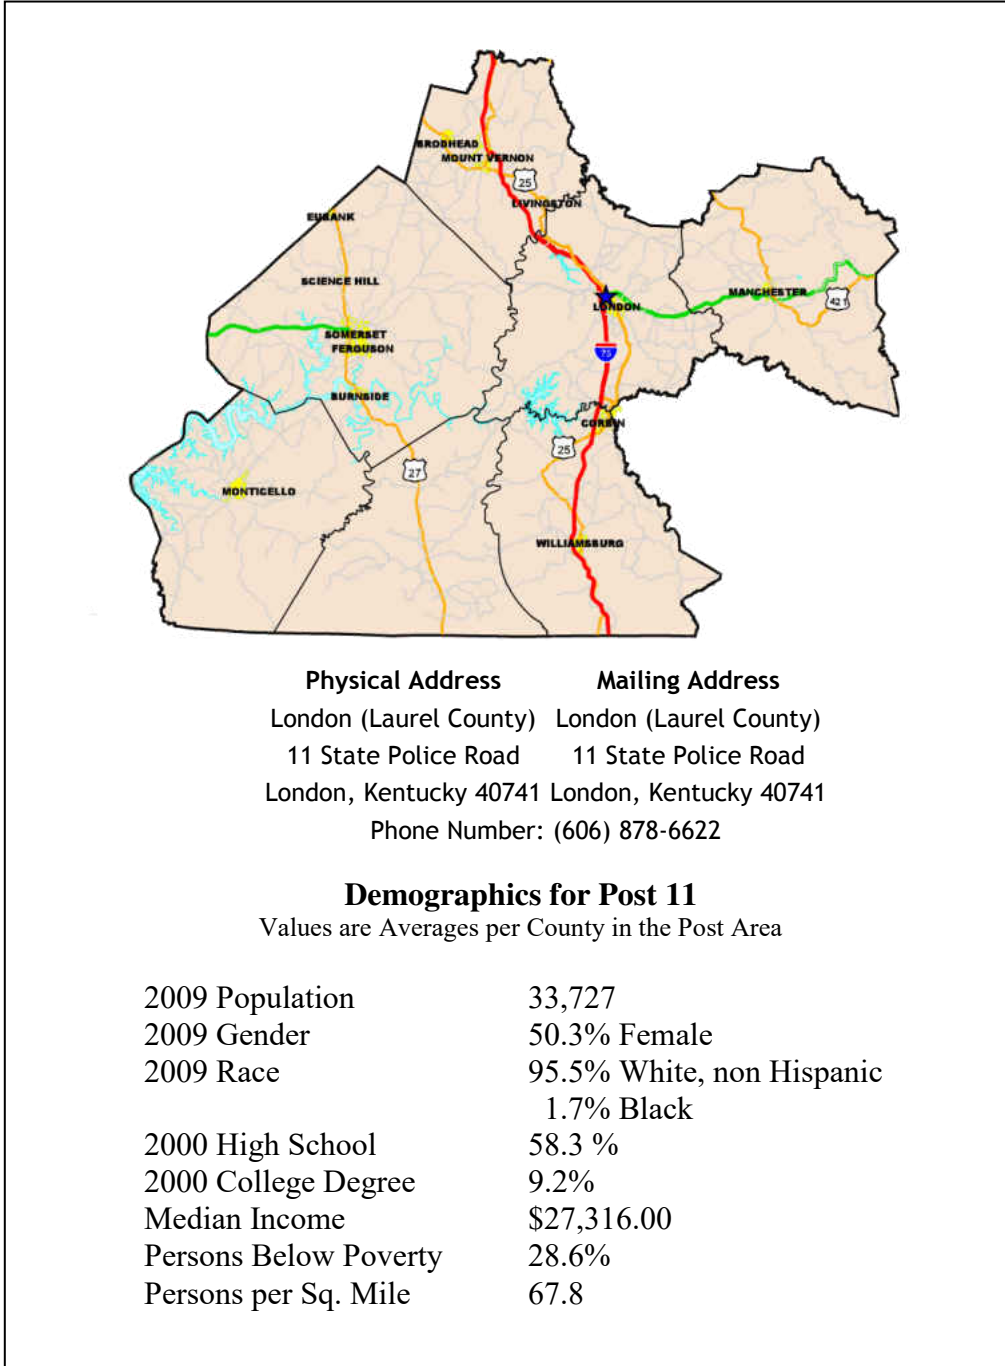 BRODHEAD
MOUNT VERNON
25
LIVINGSTON
EUBANK
SCIENCE HILL
MANCHESTER
421
LONDON
SOMERSET
FERGUSON
75
BURNSIDE
CORBIN
25
27
MONTICELLO
WILLIAMSBURG
Physical Address Mailing Address
London (Laurel County) London (Laurel County)
11 State Police Road 11 State Police Road
London, Kentucky 40741 London, Kentucky 40741
Phone Number: (606) 878-6622
Demographics for Post 11
Values are Averages per County in the Post Area
2009 Population 33,727
2009 Gender 50.3% Female
2009 Race 95.5% White, non Hispanic
1.7% Black
2000 High School 58.3 %
2000 College Degree 9.2%
Median Income $27,316.00
Persons Below Poverty 28.6%
Persons per Sq. Mile 67.8